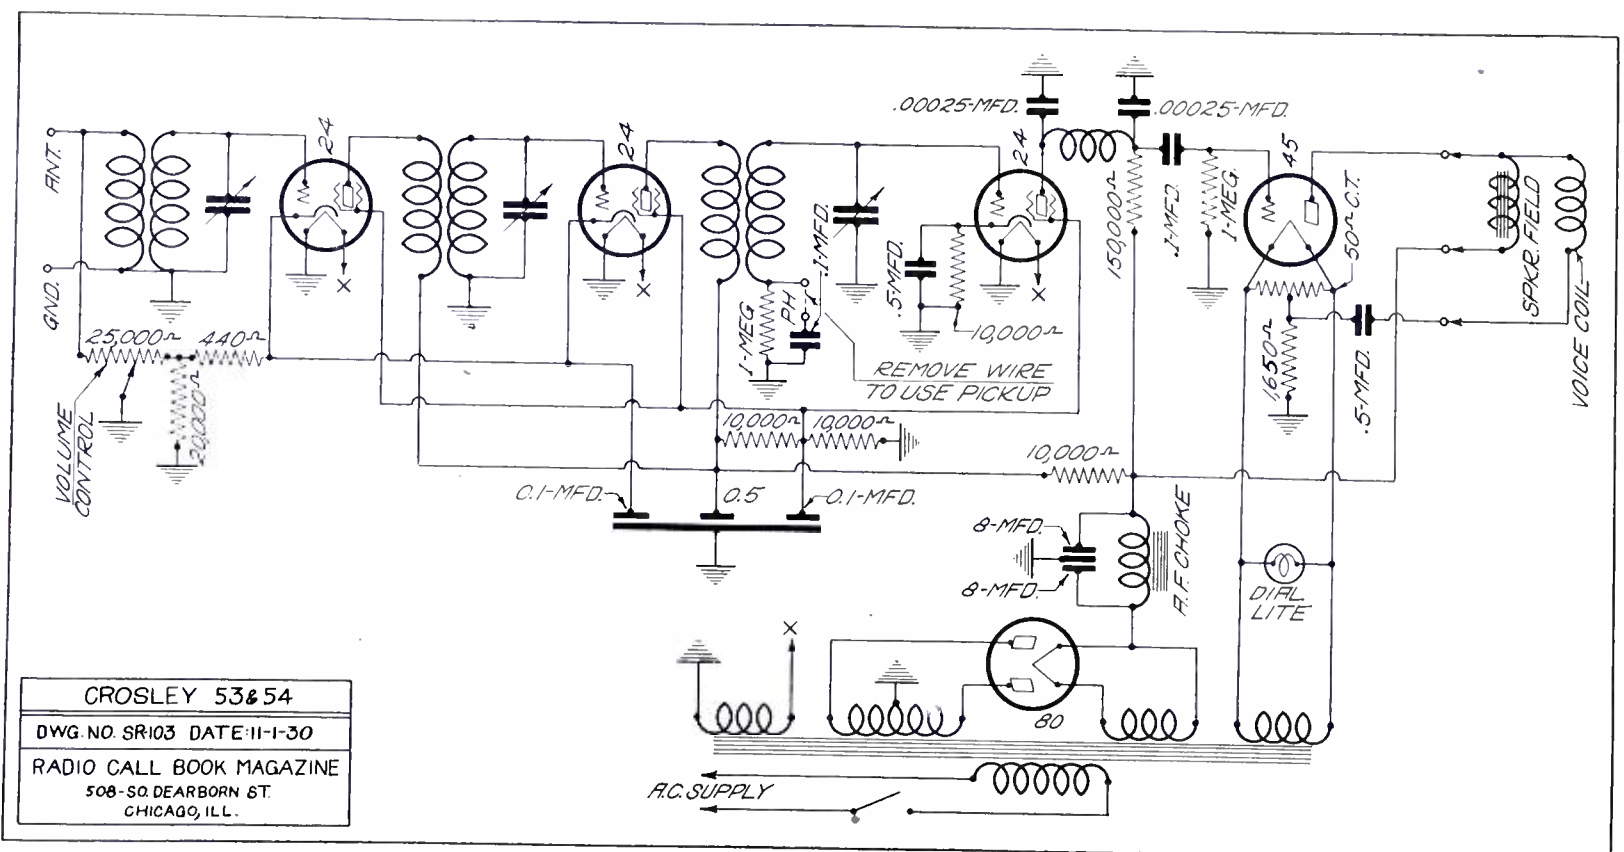 .00025-MFD.
.00025-MFD.
24
24
24
45
ANT.
GND.
X
X
X
25,000Ω
440Ω
20,000Ω
VOLUME
CONTROL
1-MEG
PH
.1-MFD.
.5-MFD.
10,000Ω
REMOVE WIRE
TO USE PICKUP
150,000Ω
.1-MFD.
1-MEG.
50Ω C.T.
1,650Ω
.5-MFD.
SPKR. FIELD
VOICE COIL
10,000Ω
10,000Ω
10,000Ω
0.1-MFD.
0.5
0.1-MFD.
8-MFD.
8-MFD.
A.F. CHOKE
DIAL
LITE
X
80
A.C. SUPPLY
CROSLEY 53&54
DWG. NO. SR103 DATE:11-1-30
RADIO CALL BOOK MAGAZINE
508-SO. DEARBORN ST.
CHICAGO, ILL.